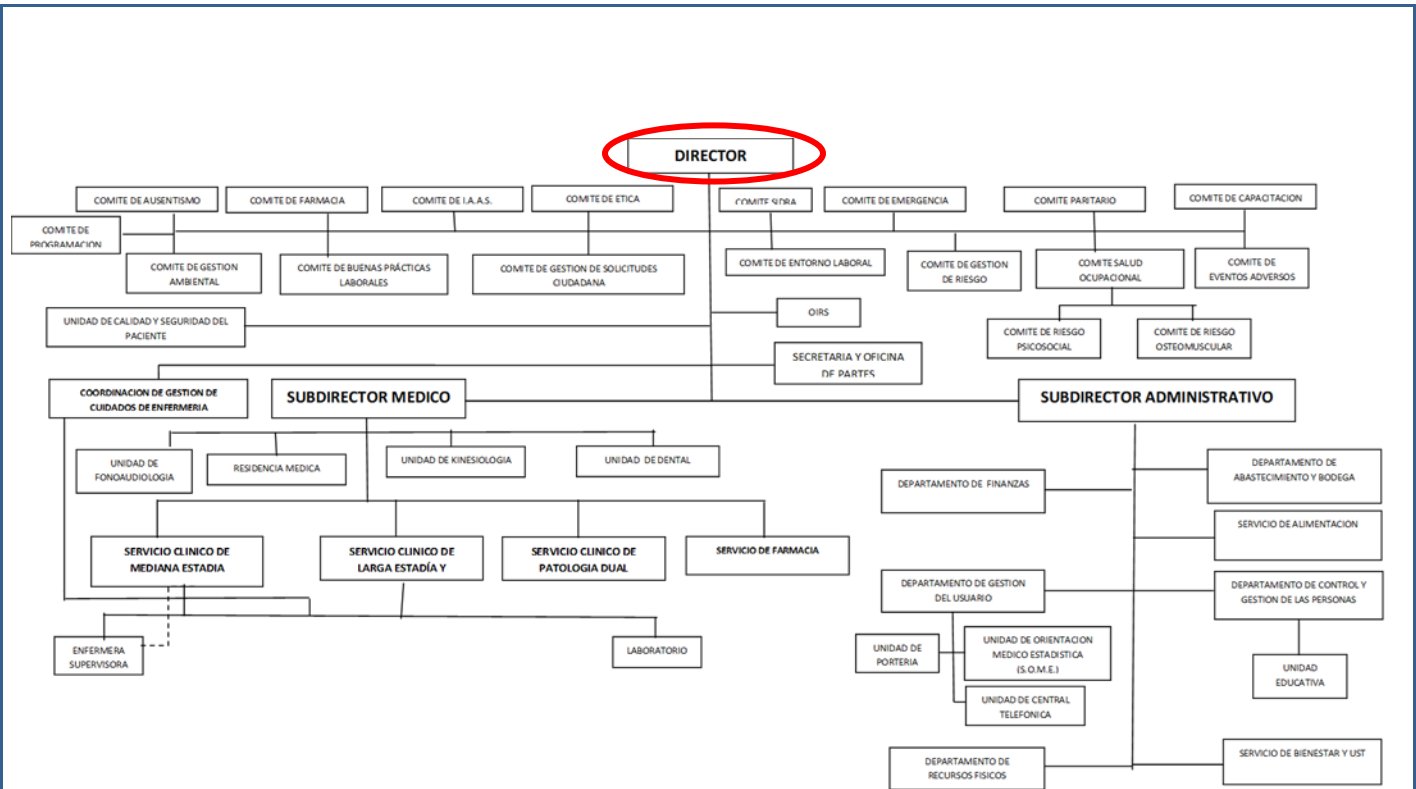 DIRECTOR
COMITE DE AUSENTISMO
COMITE DE FARMACIA
COMITE DE I.A.A.S.
COMITE DE ETICA
COMITE SIDRA
COMITE DE EMERGENCIA
COMITE PARITARIO
COMITE DE CAPACITACION
COMITE DE
PROGRAMACION
COMITE DE GESTION
AMBIENTAL
COMITE DE BUENAS PRÁCTICAS
LABORALES
COMITE DE GESTION DE SOLICITUDES
CIUDADANA
COMITE DE ENTORNO LABORAL
COMITE DE GESTION
DE RIESGO
COMITE SALUD
OCUPACIONAL
COMITE DE
EVENTOS ADVERSOS
UNIDAD DE CALIDAD Y SEGURIDAD DEL
PACIENTE
OIRS
COMITE DE RIESGO
PSICOSOCIAL
COMITE DE RIESGO
OSTEOMUSCULAR
SECRETARIA Y OFICINA
DE PARTES
COORDINACION DE GESTION DE
CUIDADOS DE ENFERMERIA
SUBDIRECTOR MEDICO
SUBDIRECTOR ADMINISTRATIVO
UNIDAD DE
FONOAUDIOLOGIA
RESIDENCIA MEDICA
UNIDAD DE KINESIOLOGIA
UNIDAD DE DENTAL
DEPARTAMENTO DE FINANZAS
DEPARTAMENTO DE
ABASTECIMIENTO Y BODEGA
SERVICIO CLINICO DE
MEDIANA ESTADIA
SERVICIO CLINICO DE
LARGA ESTADÍA Y
SERVICIO CLINICO DE
PATOLOGIA DUAL
SERVICIO DE FARMACIA
SERVICIO DE ALIMENTACION
DEPARTAMENTO DE GESTION
DEL USUARIO
DEPARTAMENTO DE CONTROL Y
GESTION DE LAS PERSONAS
ENFERMERA
SUPERVISORA
LABORATORIO
UNIDAD DE
PORTERIA
UNIDAD DE ORIENTACION
MEDICO ESTADISTICA
(S.O.M.E.)
UNIDAD
EDUCATIVA
UNIDAD DE CENTRAL
TELEFONICA
DEPARTAMENTO DE
RECURSOS FISICOS
SERVICIO DE BIENESTAR Y UST